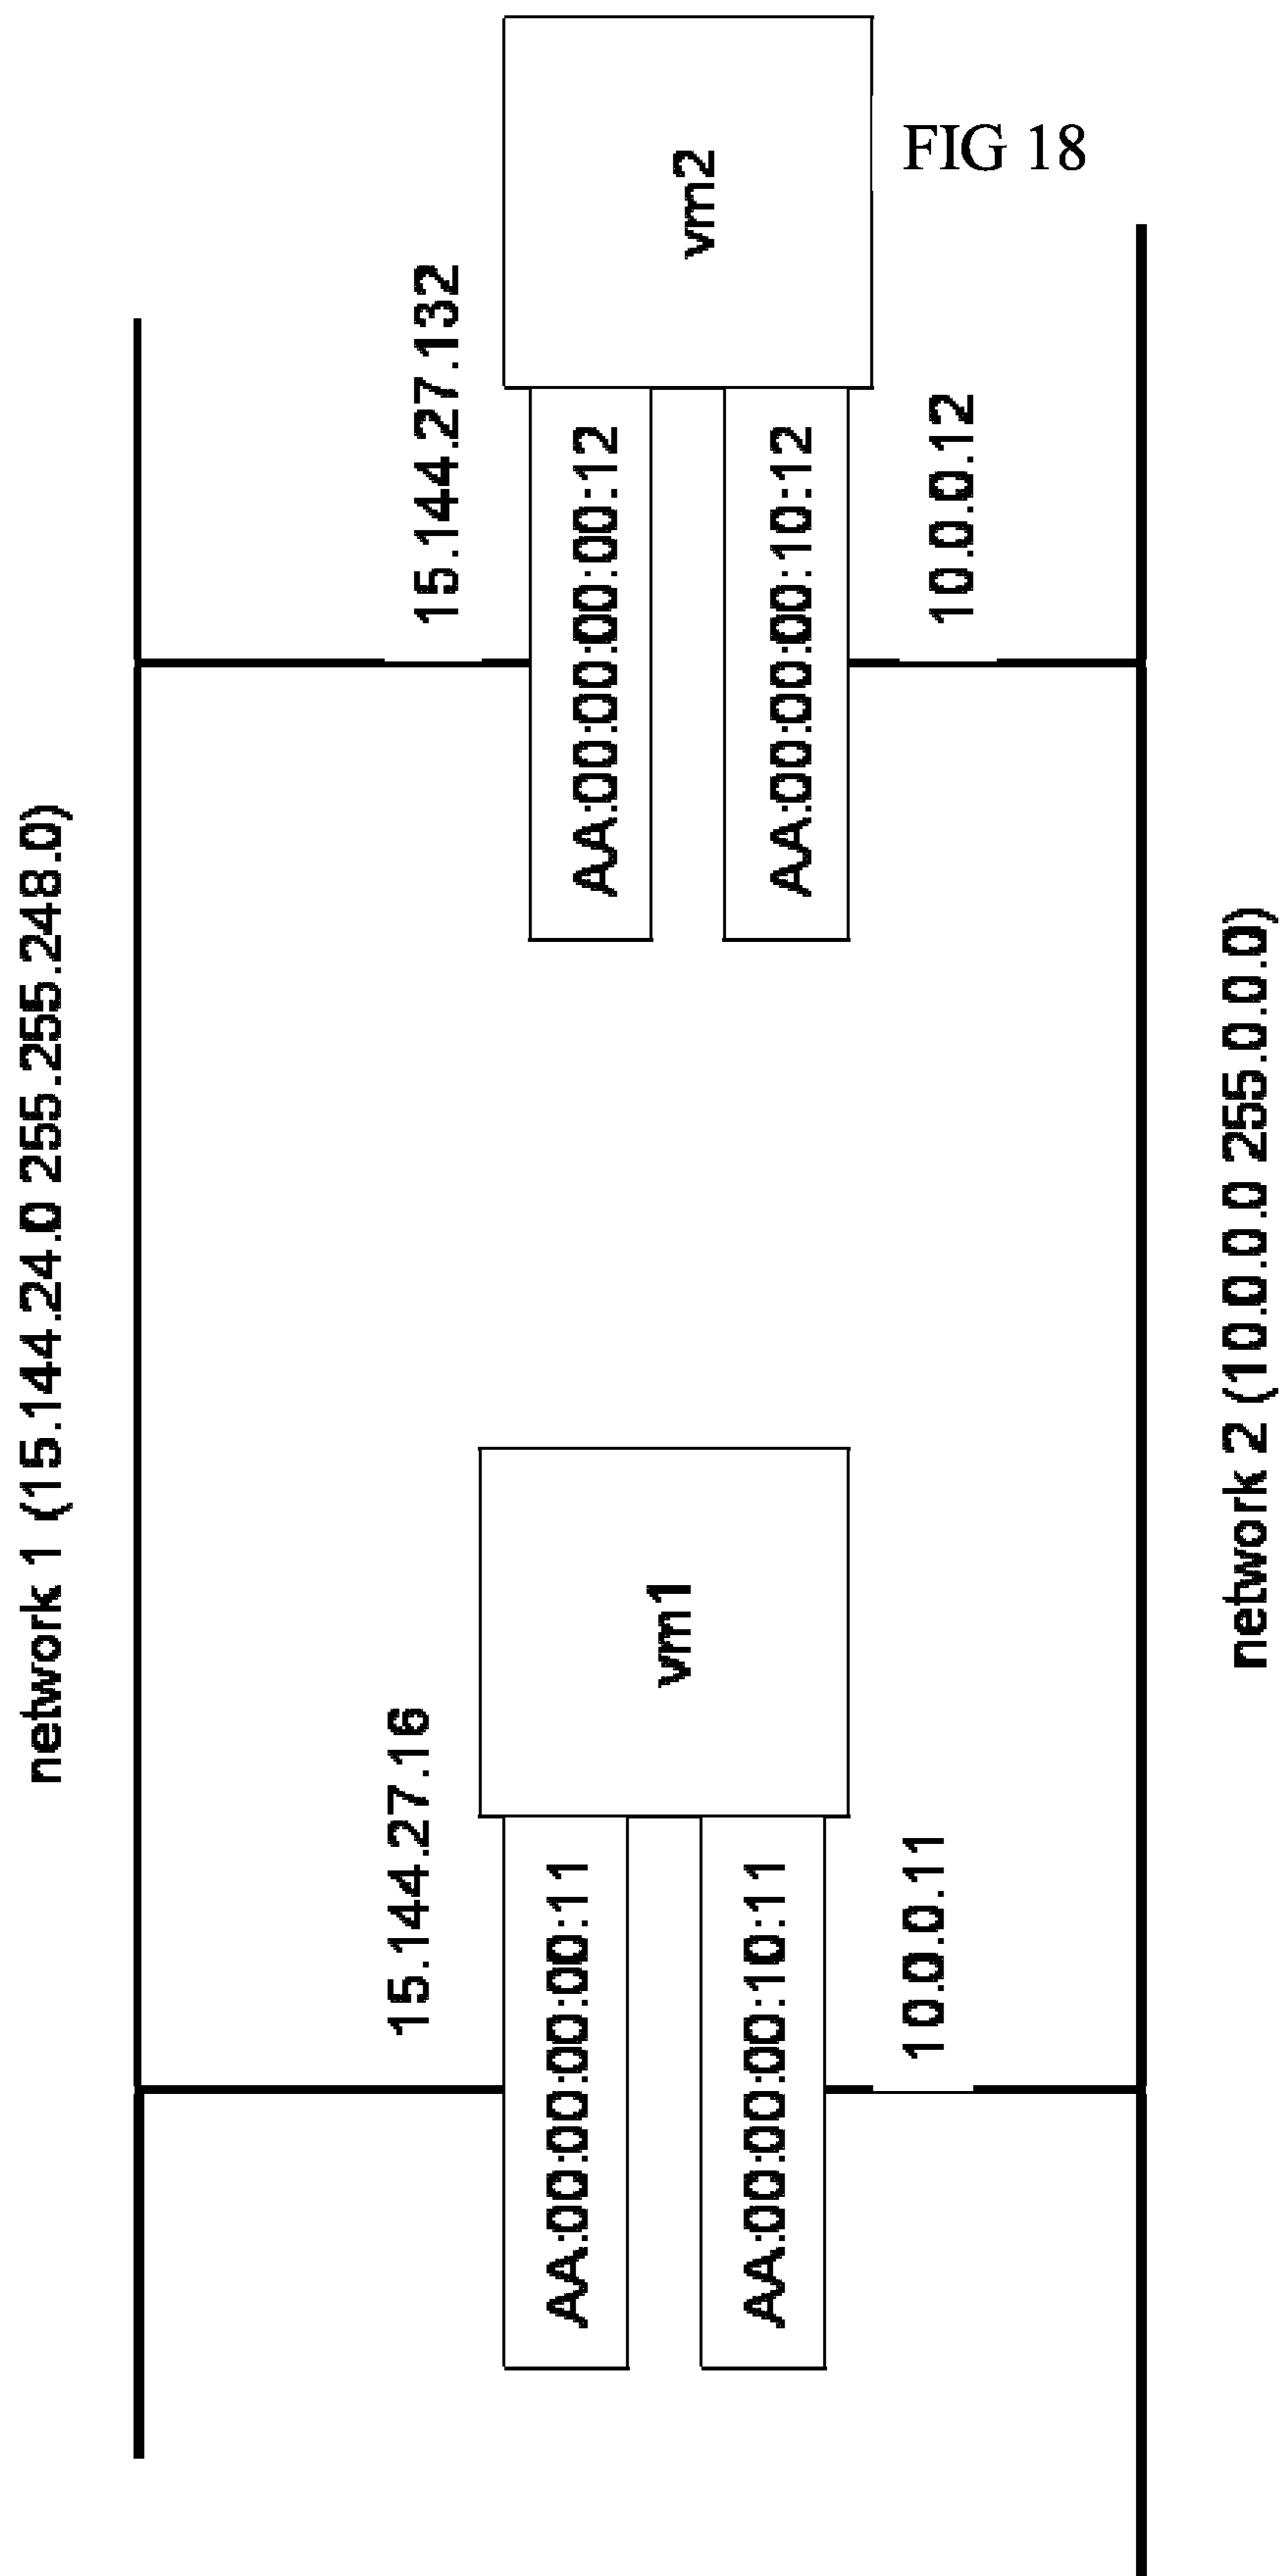 network 1 (15.144.24.0 255.255.248.0)
15.144.27.16
15.144.27.132
AA:00:00:00:00:11
vm1
AA:00:00:00:00:12
vm2
AA:00:00:00:10:11
AA:00:00:00:10:12
10.0.0.11
10.0.0.12
network 2 (10.0.0.0 255.0.0.0)
FIG 18